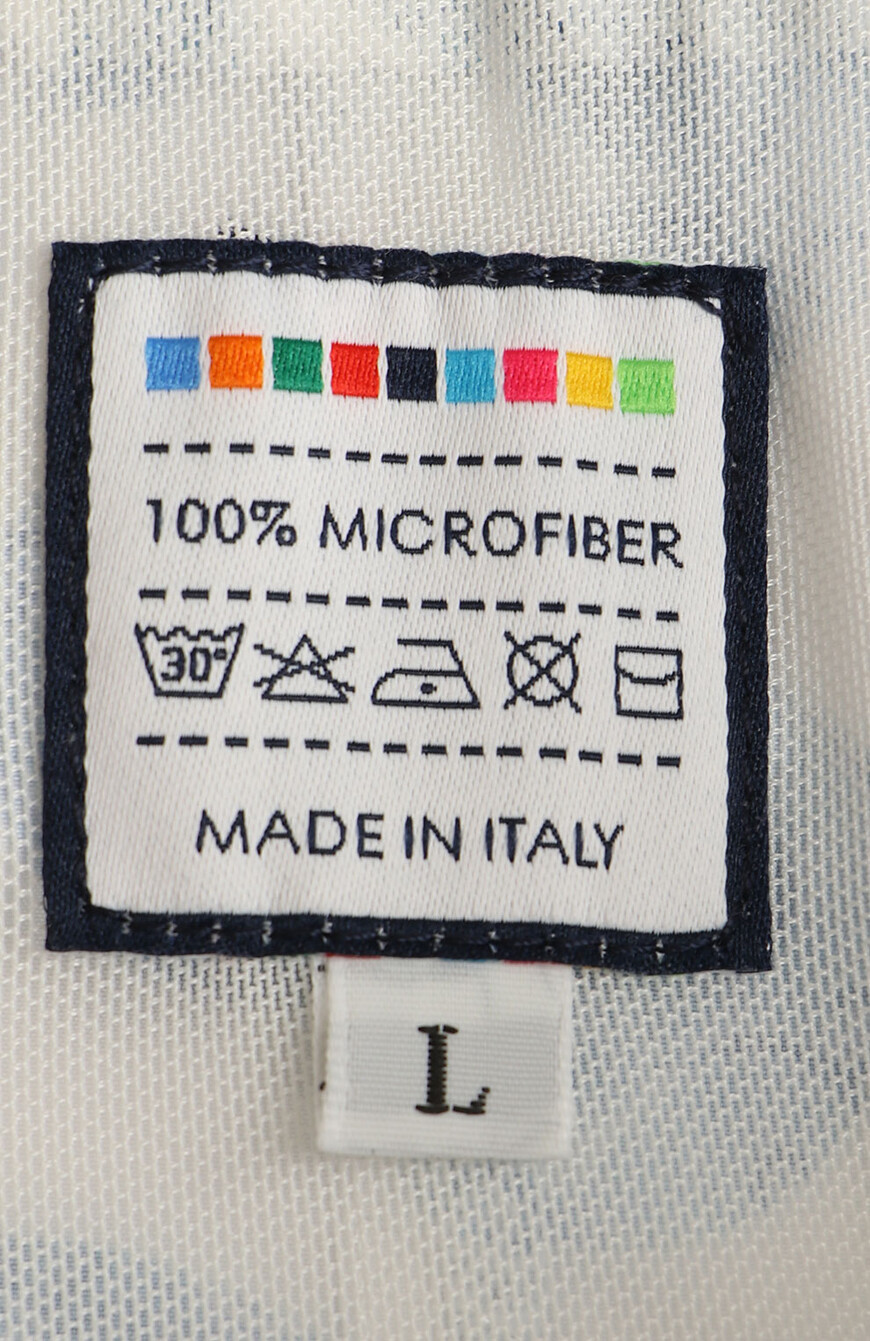 100% MICROFIBER
30°
MADE IN ITALY
L